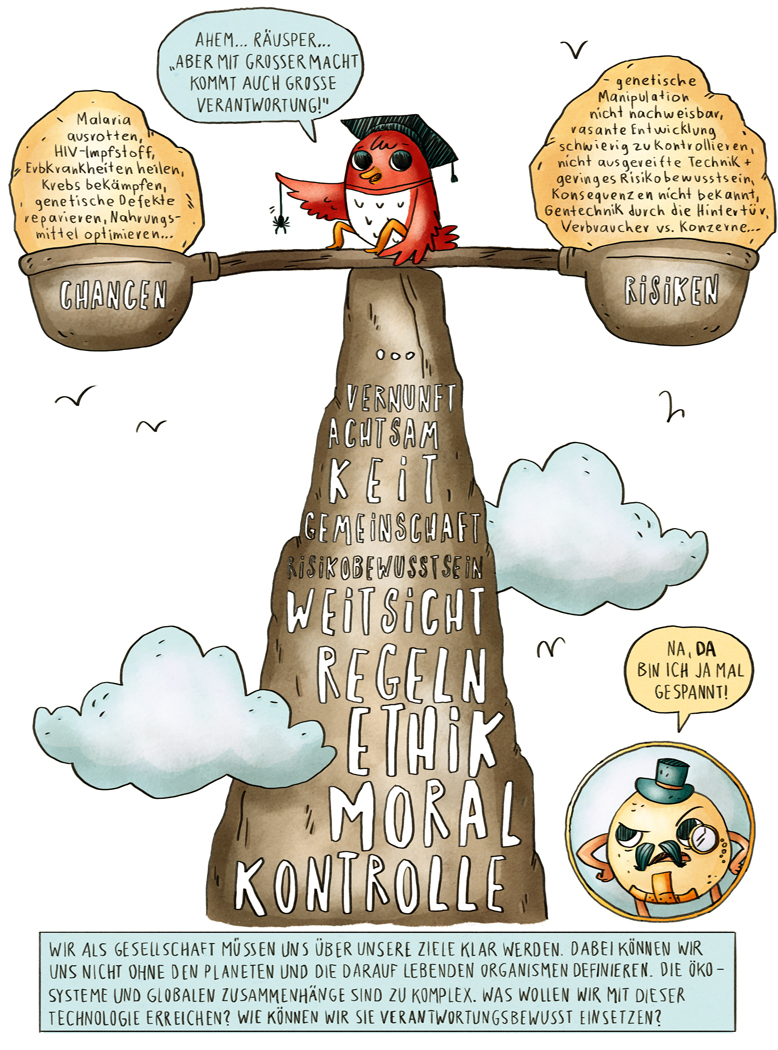 AHEM... RÄUSPER...
„ABER MIT GROSSER MACHT
KOMMT AUCH GROSSE
VERANTWORTUNG!"
Malaria
ausrotten,
HIV-Impfstoff,
Erbkrankheiten heilen,
Krebs bekämpfen,
genetische Defekte
reparieren, Nahrungs-
mittel optimieren...
- genetische
Manipulation
nicht nachweisbar,
rasante Entwicklung
schwierig zu kontrollieren,
nicht ausgereifte Technik +
geringes Risikobewusstsein,
Konsequenzen nicht bekannt,
Gentechnik durch die Hintertür,
Verbraucher vs. Konzerne...
CHANCEN
RISIKEN
...
VERNUNFT
ACHTSAM
KEIT
GEMEINSCHAFT
RISIKOBEWUSSTSEIN
WEITSICHT
REGELN
ETHIK
MORAL
KONTROLLE
NA, DA
BIN ICH JA MAL
GESPANNT!
WIR ALS GESELLSCHAFT MÜSSEN UNS ÜBER UNSERE ZIELE KLAR WERDEN. DABEI KÖNNEN WIR
UNS NICHT OHNE DEN PLANETEN UND DIE DARAUF LEBENDEN ORGANISMEN DEFINIEREN. DIE ÖKO-
SYSTEME UND GLOBALEN ZUSAMMENHÄNGE SIND ZU KOMPLEX. WAS WOLLEN WIR MIT DIESER
TECHNOLOGIE ERREICHEN? WIE KÖNNEN WIR SIE VERANTWORTUNGSBEWUSST EINSETZEN?